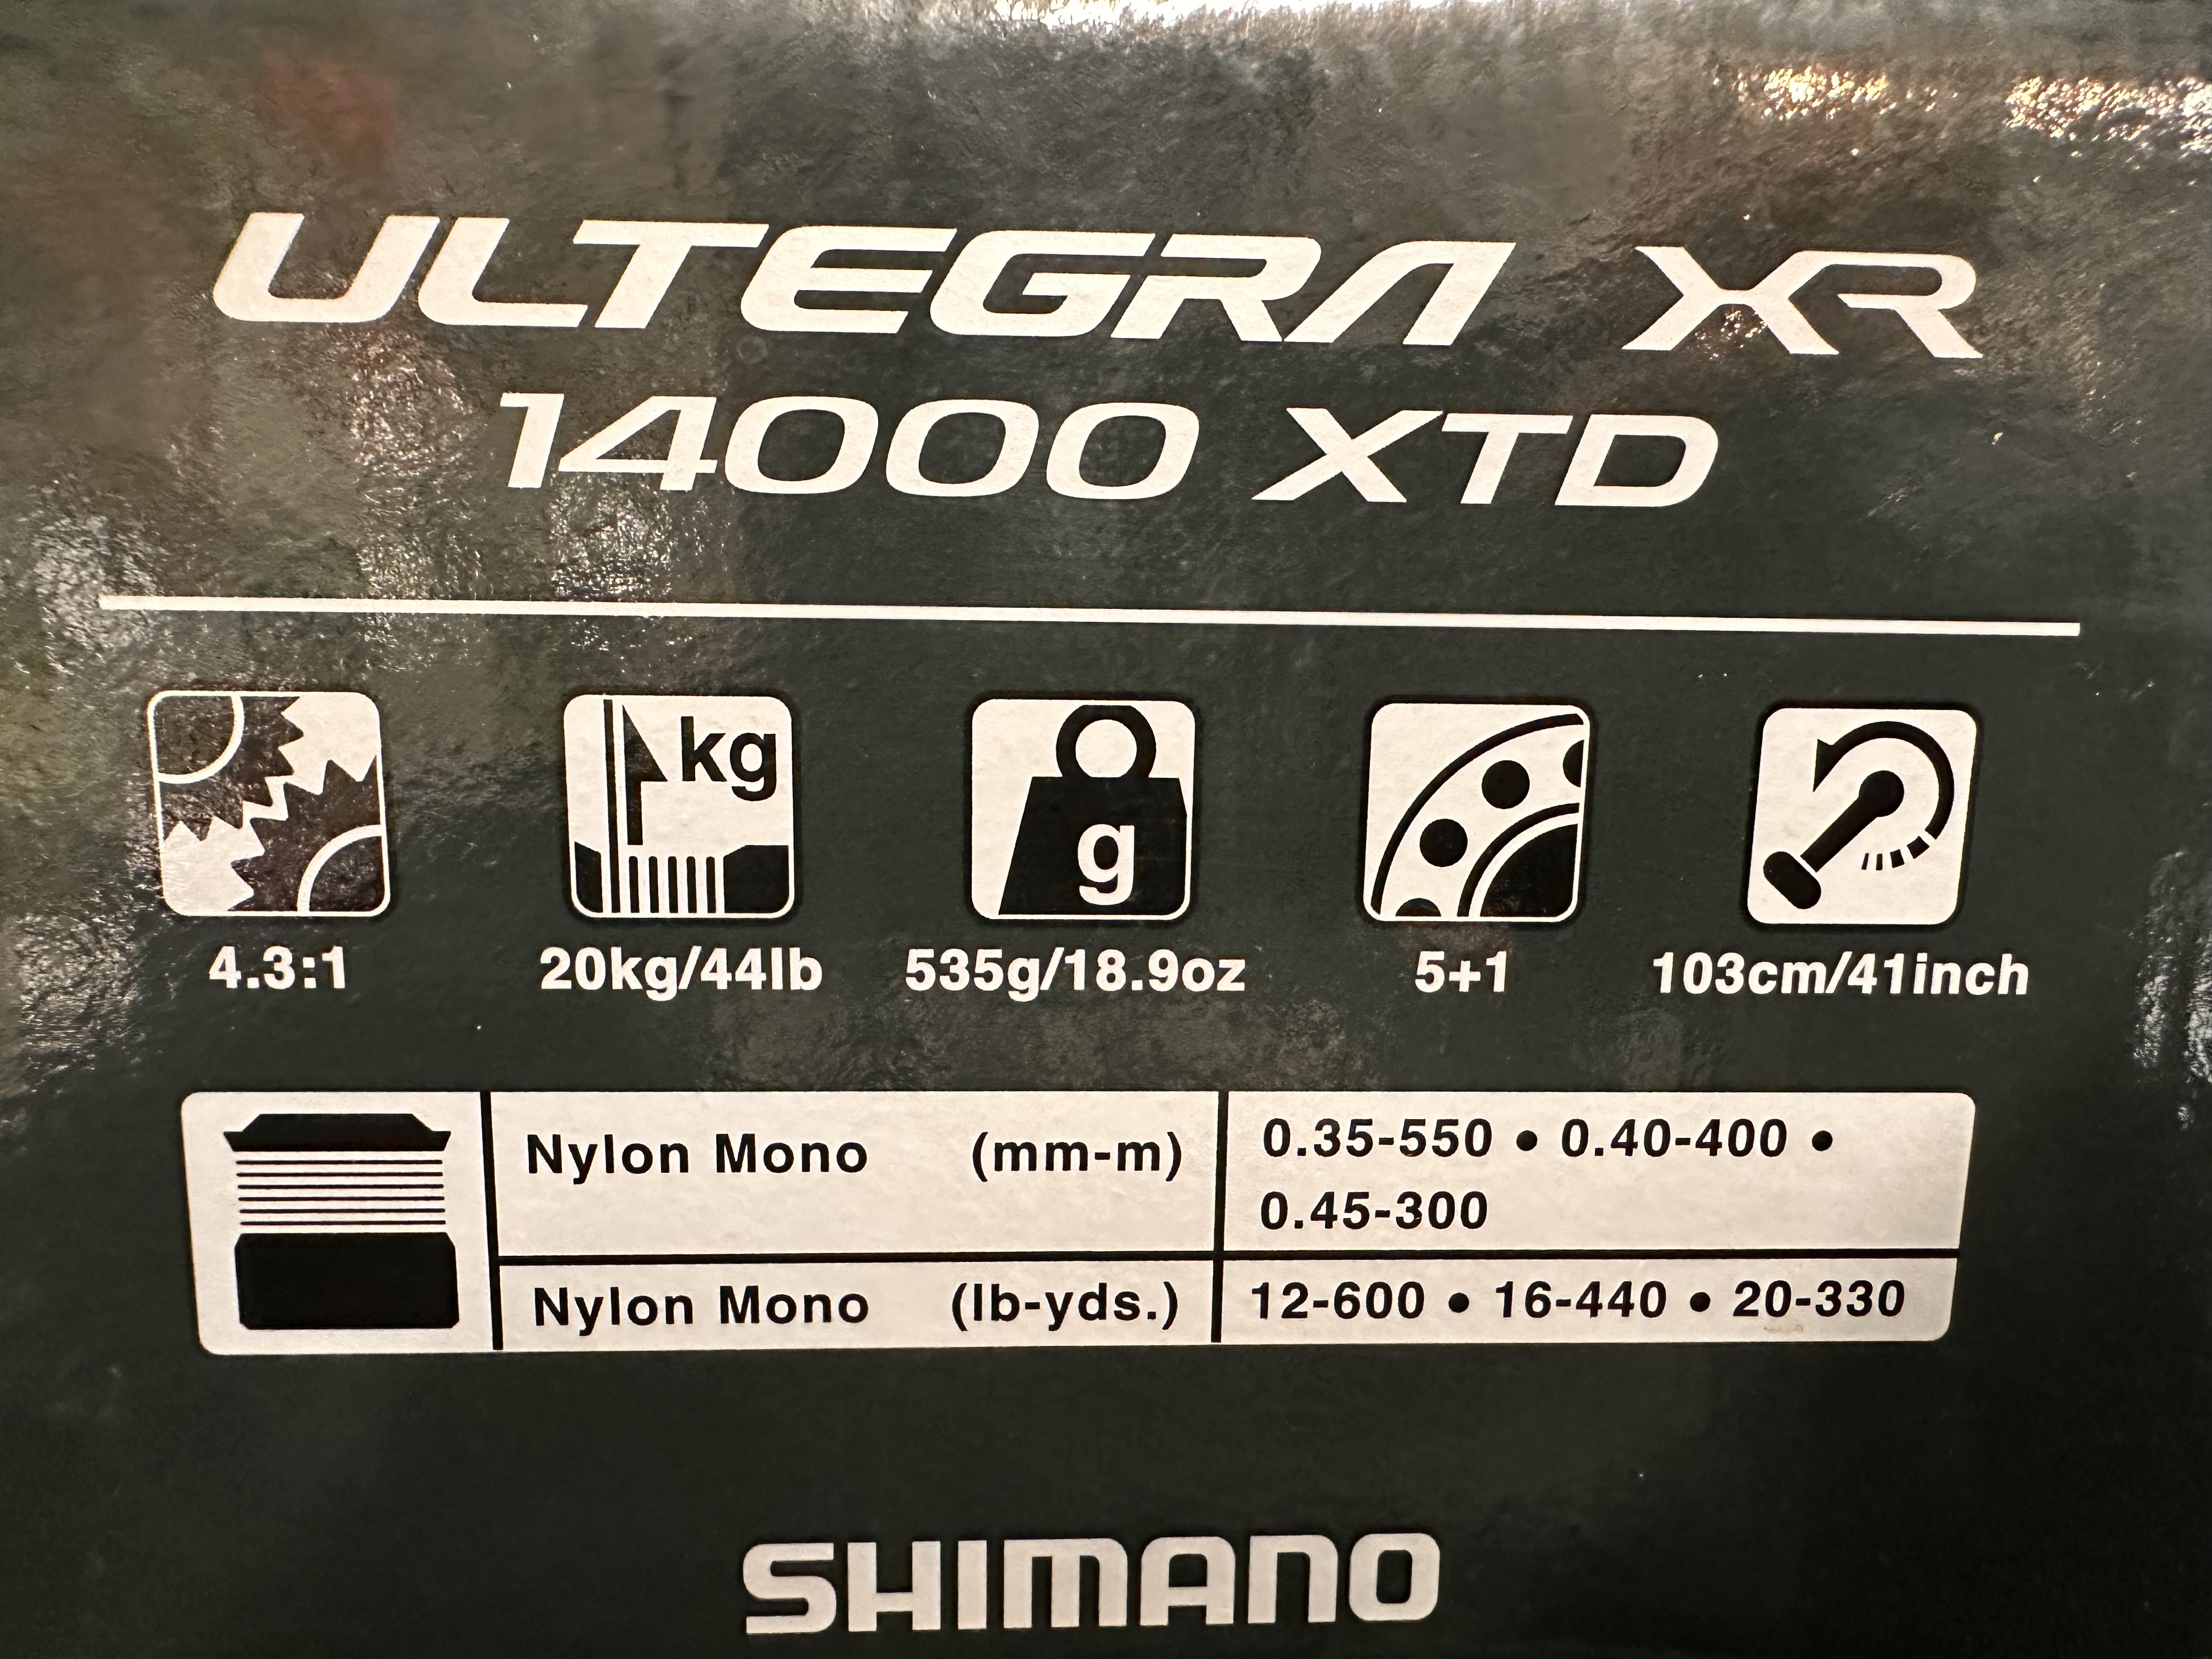 ULTEGRA XR
14000 XTD
kg
g
4.3:1 20kg/44lb 535g/18.9oz 5+1 103cm/41inch
Nylon Mono (mm-m) 0.35-550 • 0.40-400 •
0.45-300
Nylon Mono (lb-yds.) 12-600 • 16-440 • 20-330
SHIMANO